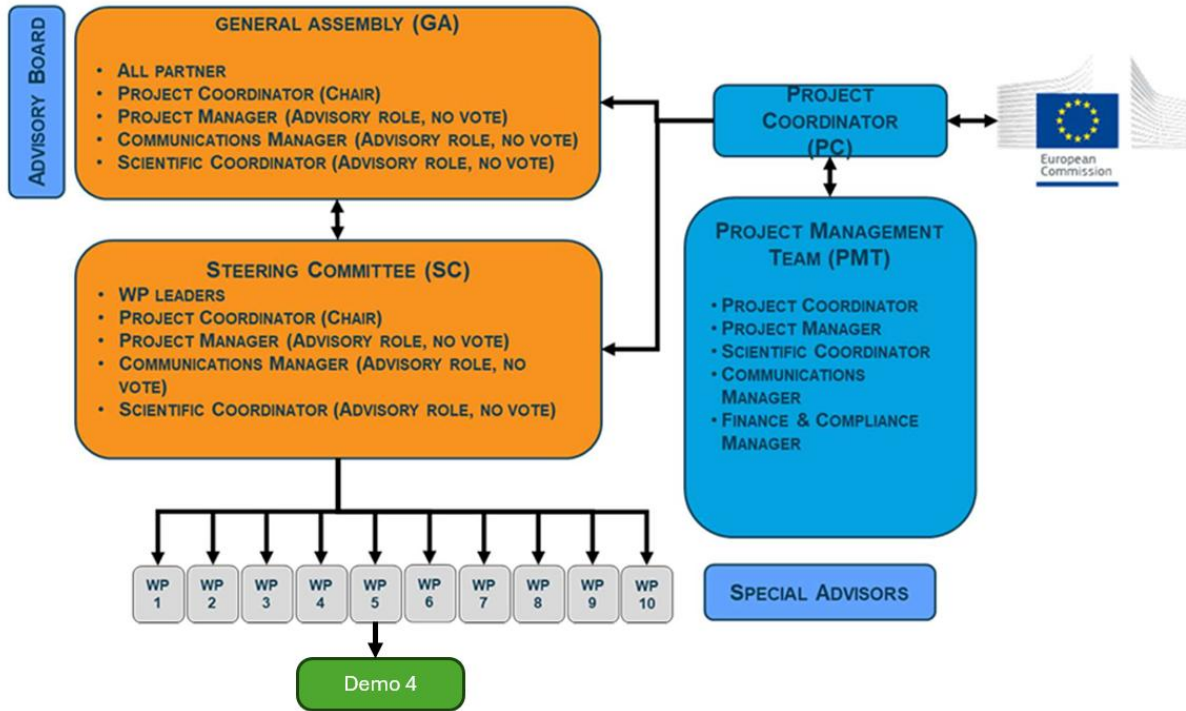 ADVISORY BOARD
GENERAL ASSEMBLY (GA)
• ALL PARTNER
• PROJECT COORDINATOR (CHAIR)
• PROJECT MANAGER (ADVISORY ROLE, NO VOTE)
• COMMUNICATIONS MANAGER (ADVISORY ROLE, NO VOTE)
• SCIENTIFIC COORDINATOR (ADVISORY ROLE, NO VOTE)
PROJECT
COORDINATOR
(PC)
European
Commission
STEERING COMMITTEE (SC)
• WP LEADERS
• PROJECT COORDINATOR (CHAIR)
• PROJECT MANAGER (ADVISORY ROLE, NO VOTE)
• COMMUNICATIONS MANAGER (ADVISORY ROLE, NO
VOTE)
• SCIENTIFIC COORDINATOR (ADVISORY ROLE, NO VOTE)
PROJECT MANAGEMENT
TEAM (PMT)
• PROJECT COORDINATOR
• PROJECT MANAGER
• SCIENTIFIC COORDINATOR
• COMMUNICATIONS
MANAGER
• FINANCE & COMPLIANCE
MANAGER
WP
1
WP
2
WP
3
WP
4
WP
5
WP
6
WP
7
WP
8
WP
9
WP
10
SPECIAL ADVISORS
Demo 4